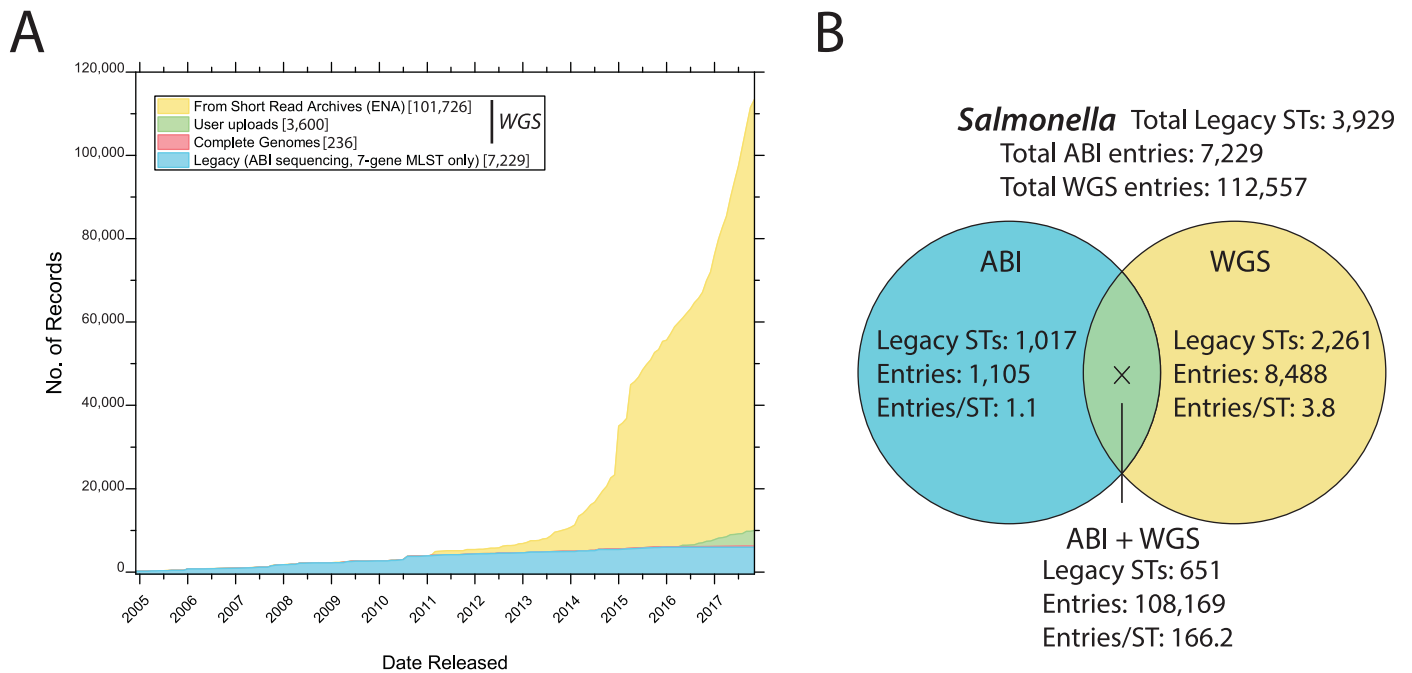 A
No. of Records
120,000
100,000
80,000
60,000
40,000
20,000
0
From Short Read Archives (ENA) [101,726]
User uploads [3,600]
Complete Genomes [236]
Legacy (ABI sequencing, 7-gene MLST only) [7,229]
WGS
2005
2006
2007
2008
2009
2010
2011
2012
2013
2014
2015
2016
2017
Date Released
B
Salmonella Total Legacy STs: 3,929
Total ABI entries: 7,229
Total WGS entries: 112,557
ABI
Legacy STs: 1,017
Entries: 1,105
Entries/ST: 1.1
WGS
Legacy STs: 2,261
Entries: 8,488
Entries/ST: 3.8
ABI + WGS
Legacy STs: 651
Entries: 108,169
Entries/ST: 166.2